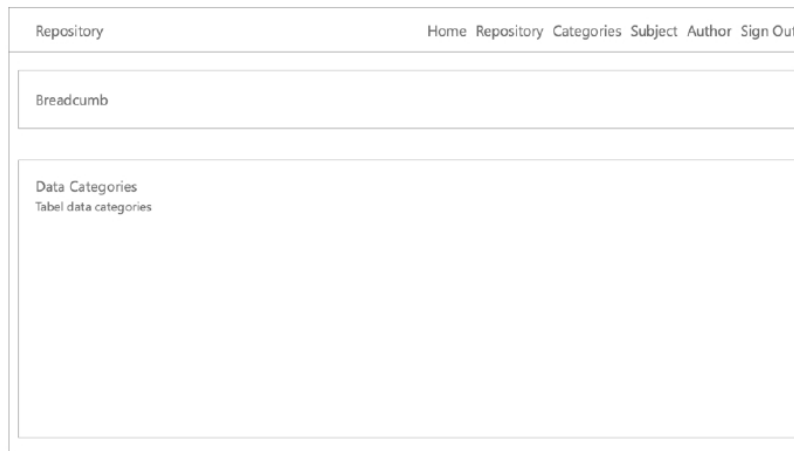 Repository Home Repository Categories Subject Author Sign Out
Breadcumb
Data Categories
Tabel data categories